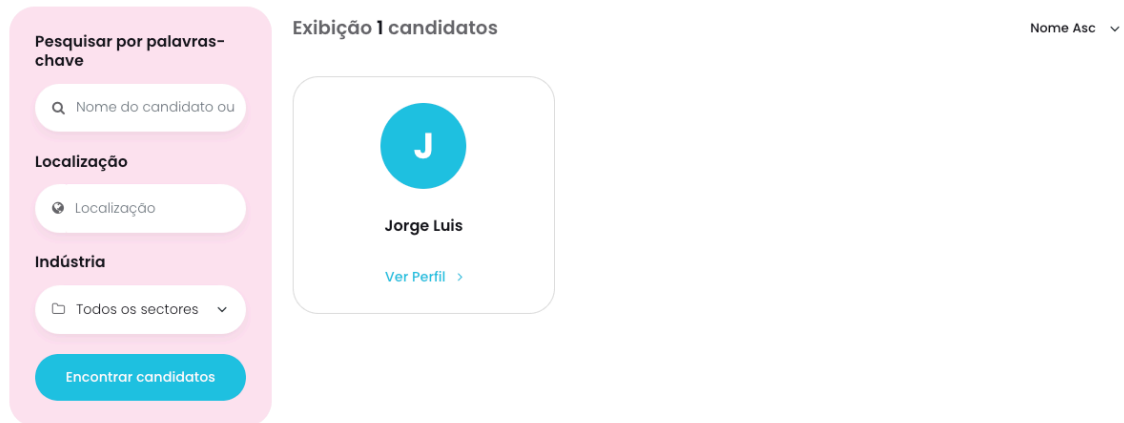 Pesquisar por palavras-
chave
Nome do candidato ou
Localização
Localização
Indústria
Todos os sectores
Encontrar candidatos
Exibição 1 candidatos
Nome Asc
J
Jorge Luis
Ver Perfil